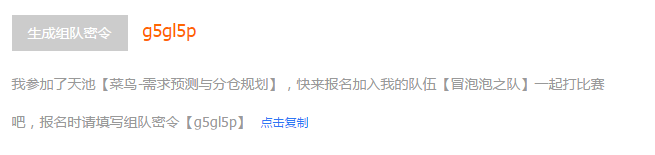 生成组队密令 g5gl5p
我参加了天池【菜鸟-需求预测与分仓规划】，快来报名加入我的队伍【冒泡泡之队】一起打比赛
吧，报名时请填写组队密令【g5gl5p】 点击复制